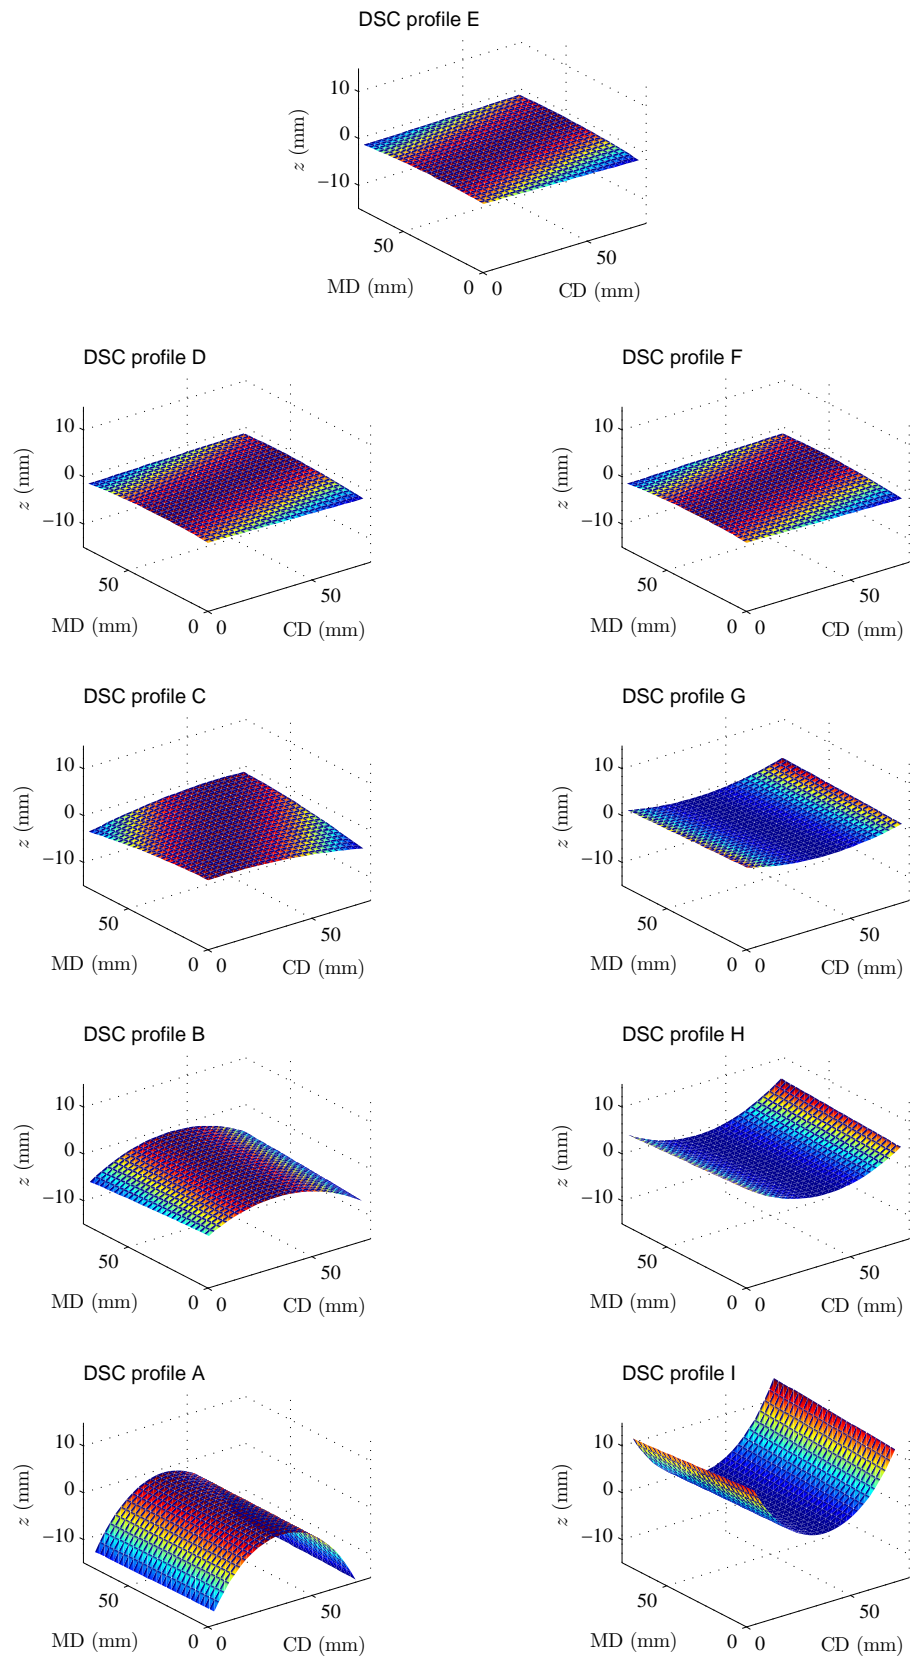 DSC profile E
10
0
−10
z (mm)
50
50
MD (mm)
0 0
CD (mm)
DSC profile D
10
0
−10
z (mm)
50
50
MD (mm)
0 0
CD (mm)
DSC profile F
10
0
−10
z (mm)
50
50
MD (mm)
0 0
CD (mm)
DSC profile C
10
0
−10
z (mm)
50
50
MD (mm)
0 0
CD (mm)
DSC profile G
10
0
−10
z (mm)
50
50
MD (mm)
0 0
CD (mm)
DSC profile B
10
0
−10
z (mm)
50
50
MD (mm)
0 0
CD (mm)
DSC profile H
10
0
−10
z (mm)
50
50
MD (mm)
0 0
CD (mm)
DSC profile A
10
0
−10
z (mm)
50
50
MD (mm)
0 0
CD (mm)
DSC profile I
10
0
−10
z (mm)
50
50
MD (mm)
0 0
CD (mm)